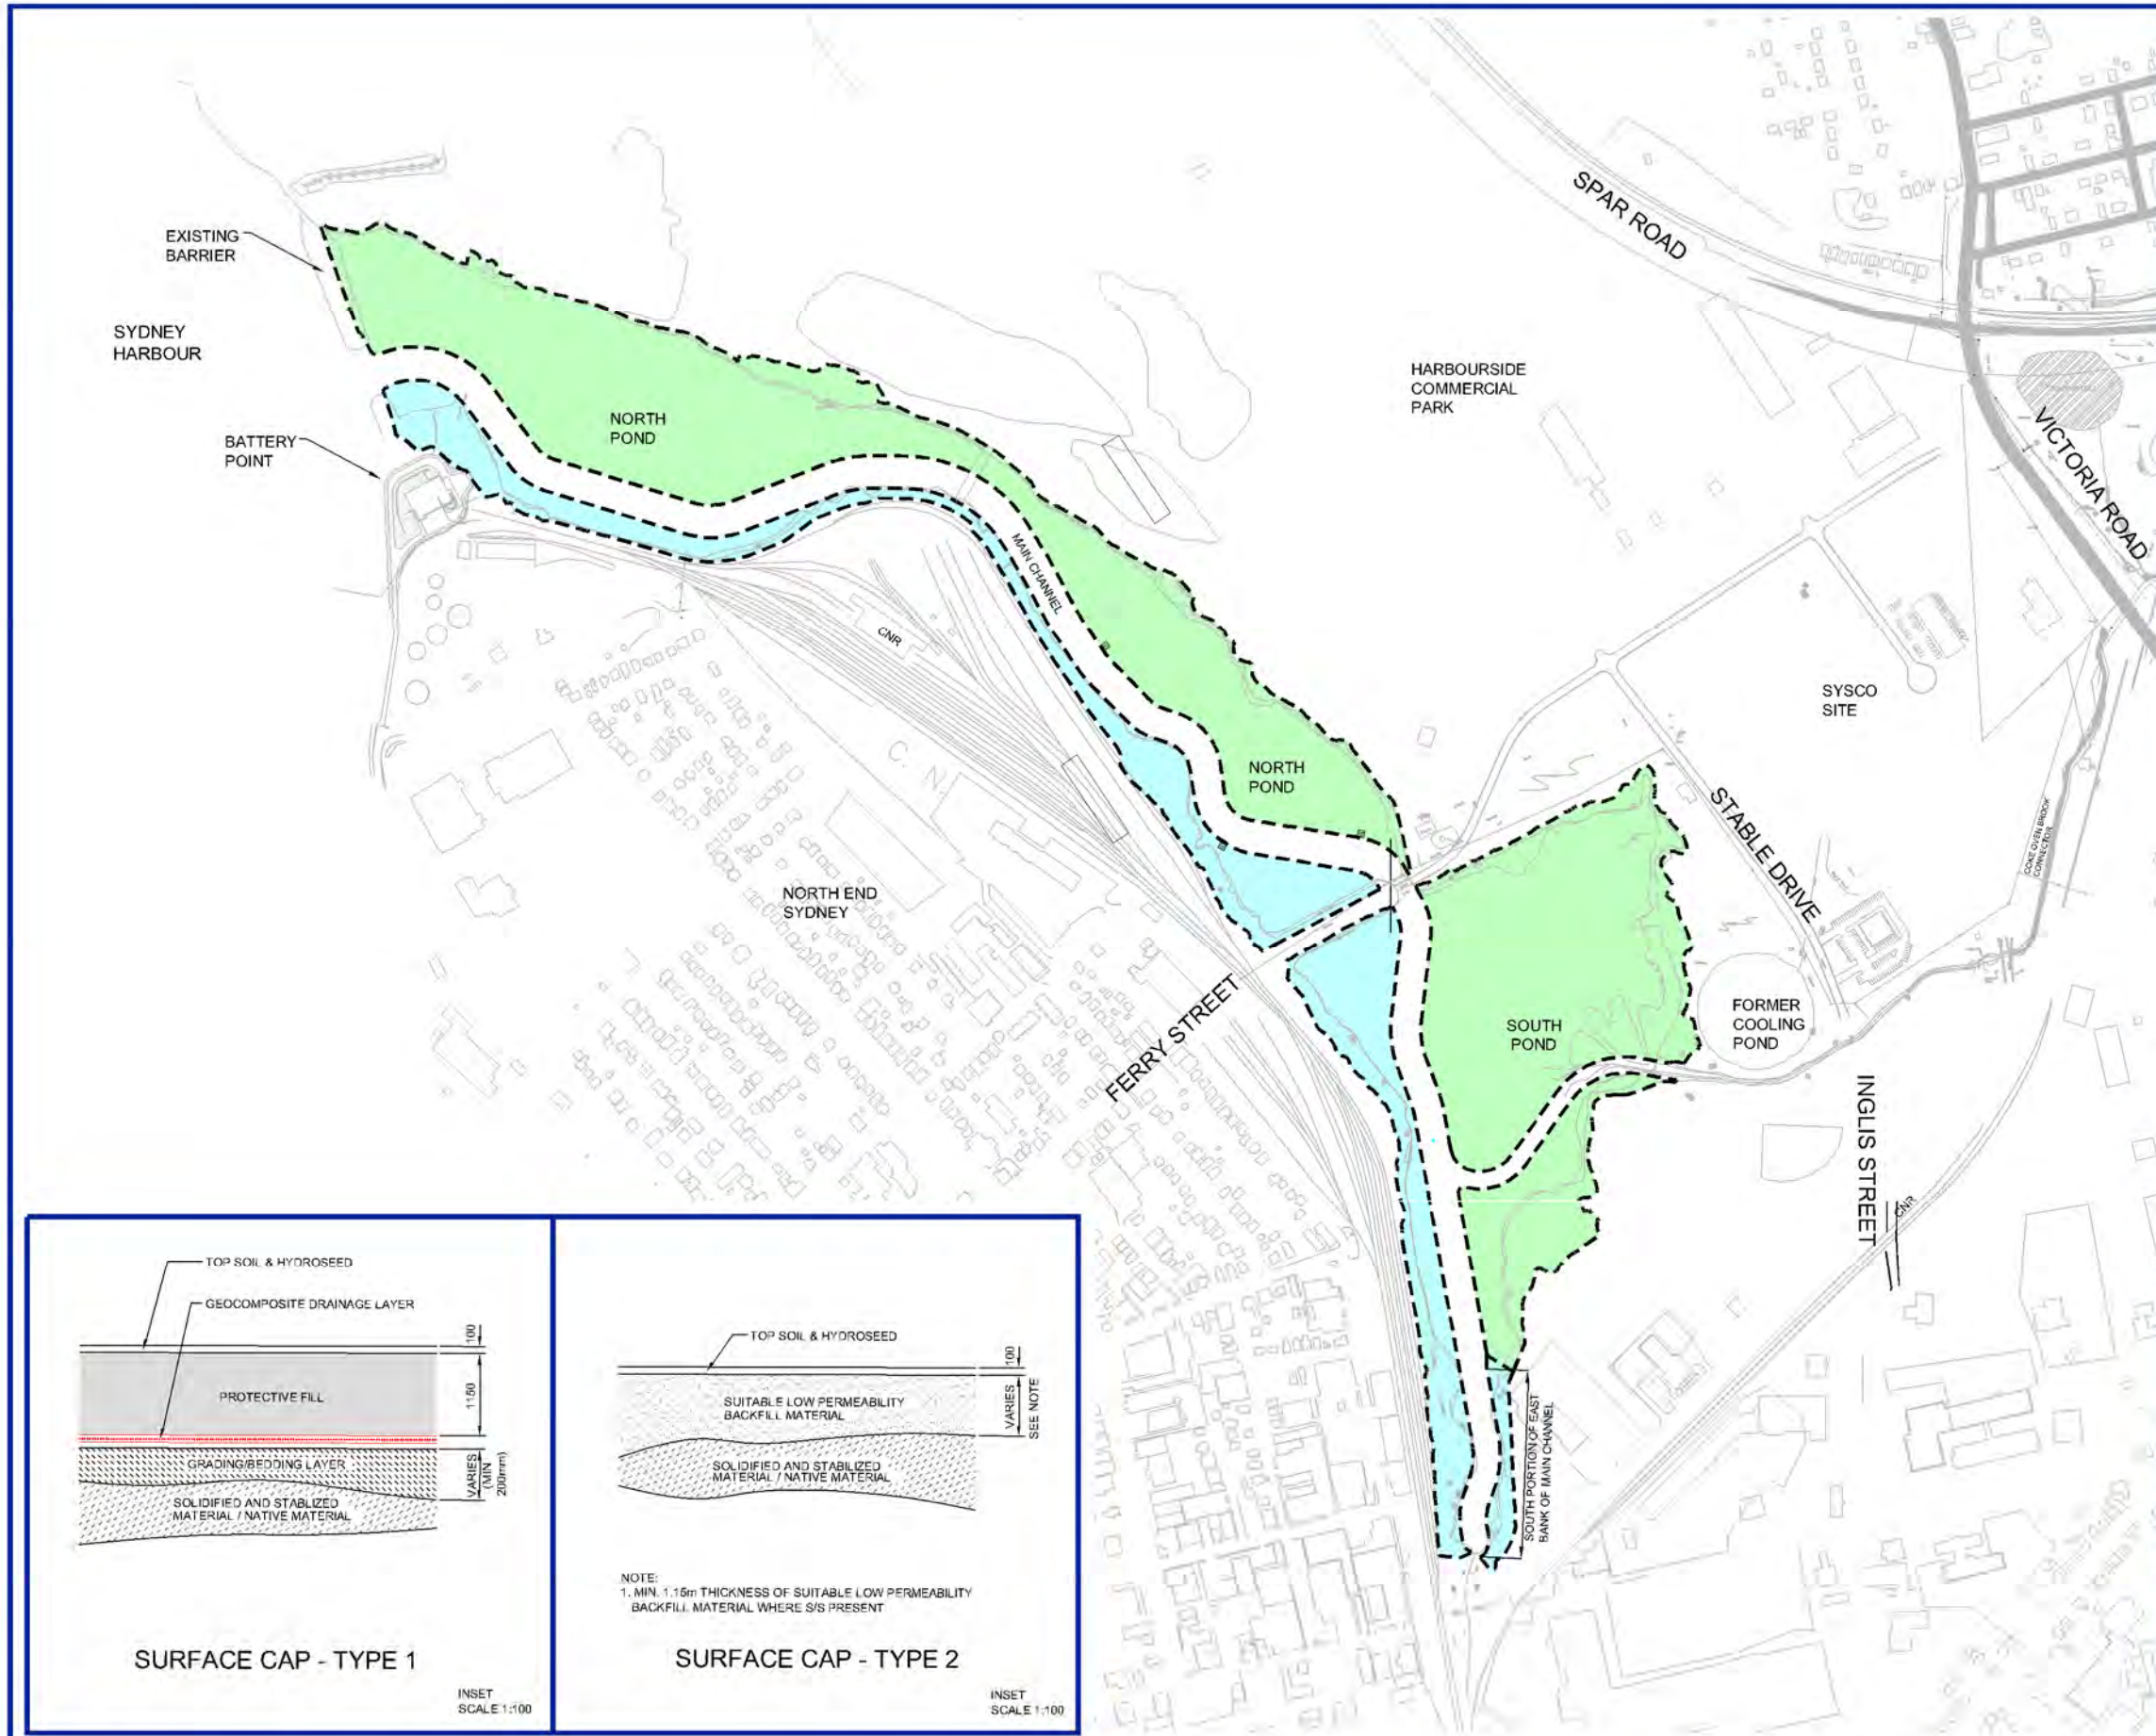 SPAR ROAD
EXISTING
BARRIER
SYDNEY
HARBOUR
BATTERY
POINT
NORTH
POND
HARBOURSIDE
COMMERCIAL
PARK
VICTORIA ROAD
MAIN CHANNEL
CNR
C. N.
NORTH
POND
SYSCO
SITE
STABLE DRIVE
COKE OVEN BROOK
CONNECTOR
NORTH END
SYDNEY
FERRY STREET
SOUTH
POND
FORMER
COOLING
POND
INGLIS STREET
CNR
SOUTH PORTION OF EAST
BANK OF MAIN CHANNEL
TOP SOIL & HYDROSEED
GEOCOMPOSITE DRAINAGE LAYER
100
PROTECTIVE FILL
1150
GRADING/BEDDING LAYER
VARIES
(MIN
200mm)
SOLIDIFIED AND STABLIZED
MATERIAL / NATIVE MATERIAL
SURFACE CAP - TYPE 1
INSET
SCALE 1:100
TOP SOIL & HYDROSEED
100
SUITABLE LOW PERMEABILITY
BACKFILL MATERIAL
VARIES
SEE NOTE
SOLIDIFIED AND STABILIZED
MATERIAL / NATIVE MATERIAL
NOTE:
1. MIN. 1.15m THICKNESS OF SUITABLE LOW PERMEABILITY
BACKFILL MATERIAL WHERE S/S PRESENT
SURFACE CAP - TYPE 2
INSET
SCALE 1:100